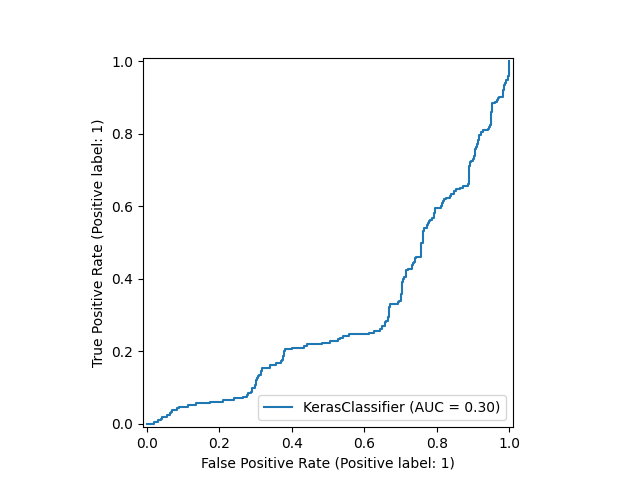 1.0
0.8
0.6
0.4
0.2
0.0
True Positive Rate (Positive label: 1)
KerasClassifier (AUC = 0.30)
0.0 0.2 0.4 0.6 0.8 1.0
False Positive Rate (Positive label: 1)